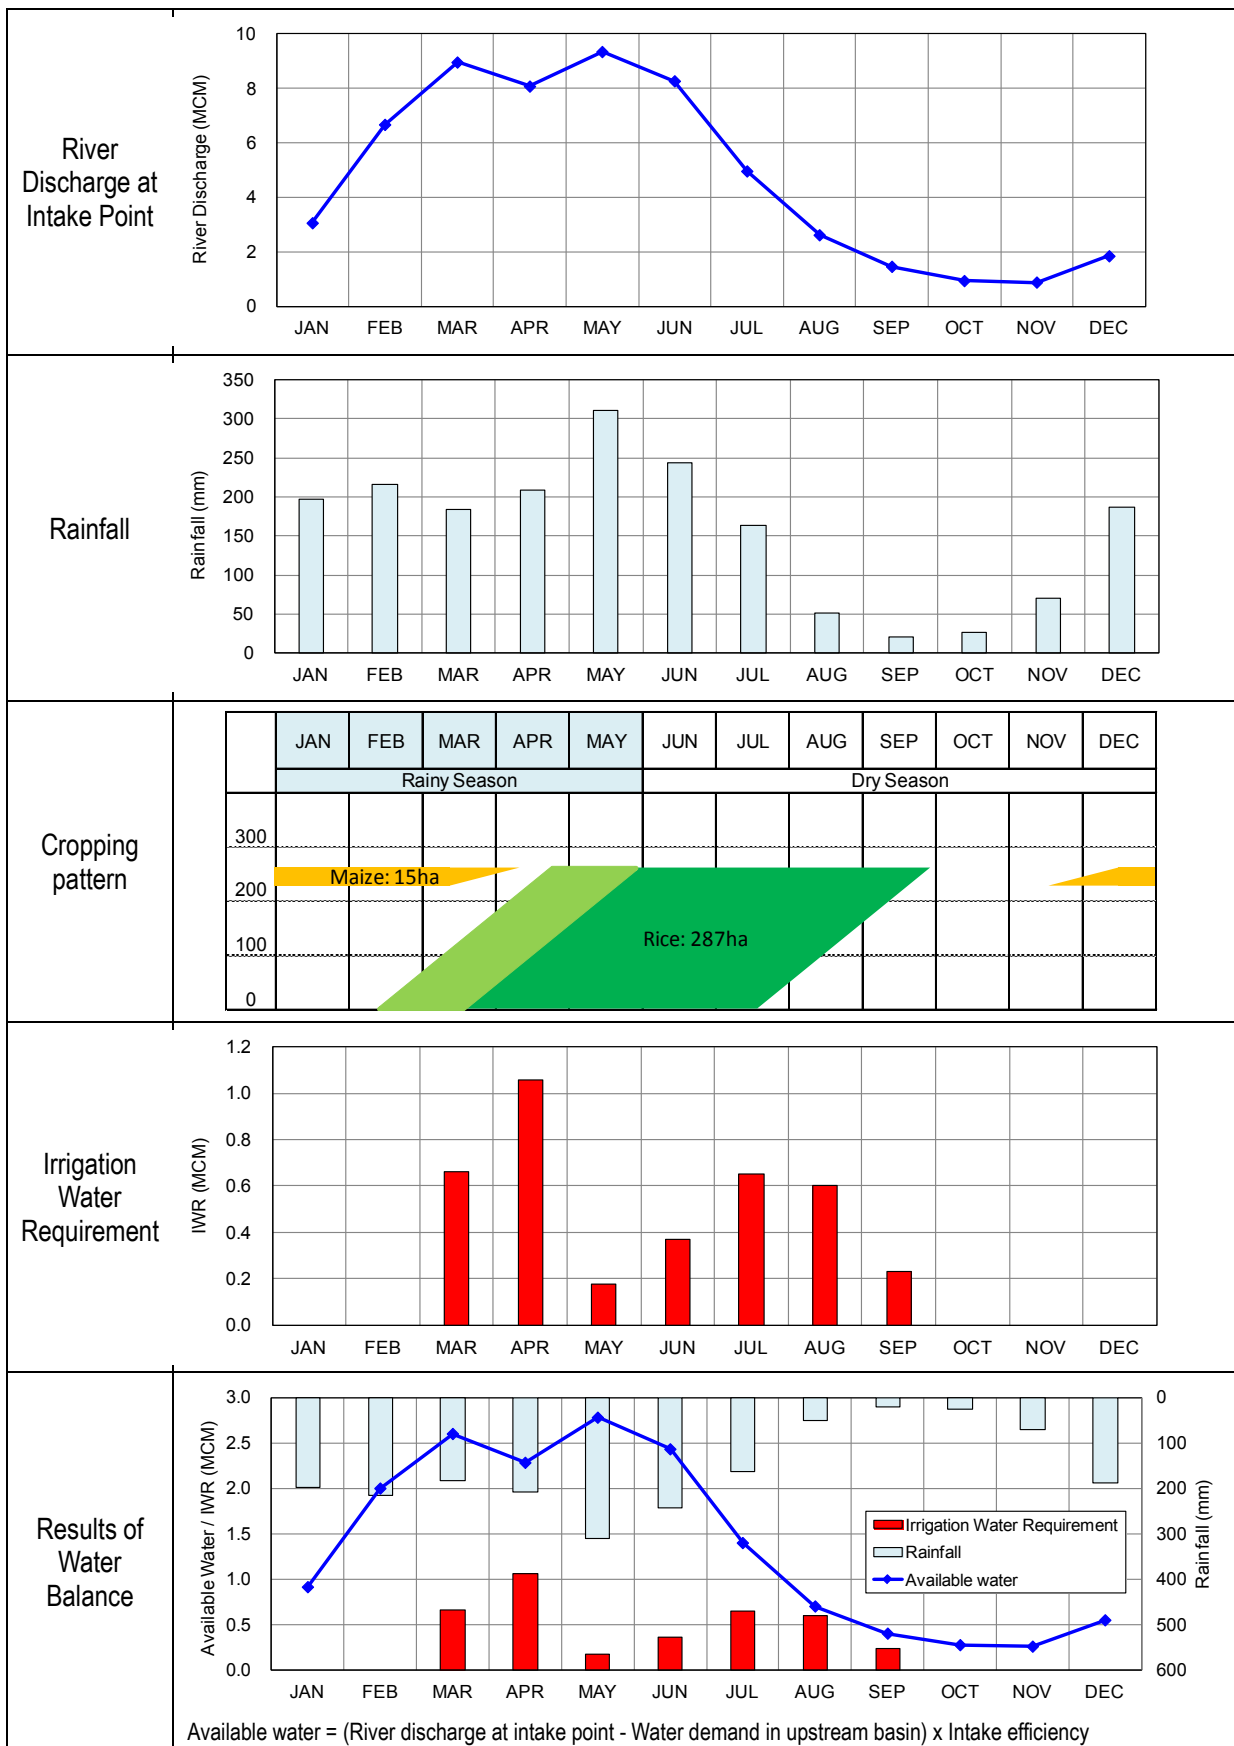 River
Discharge at
Intake Point
River Discharge (MCM)
10
8
6
4
2
0
JAN FEB MAR APR MAY JUN JUL AUG SEP OCT NOV DEC
Rainfall
Rainfall (mm)
350
300
250
200
150
100
50
0
JAN FEB MAR APR MAY JUN JUL AUG SEP OCT NOV DEC
Cropping
pattern
JAN FEB MAR APR MAY JUN JUL AUG SEP OCT NOV DEC
Rainy Season Dry Season
300
Maize: 15ha
200
Rice: 287ha
100
0
Irrigation
Water
Requirement
IWR (MCM)
1.2
1.0
0.8
0.6
0.4
0.2
0.0
JAN FEB MAR APR MAY JUN JUL AUG SEP OCT NOV DEC
Results of
Water
Balance
Available Water / IWR (MCM)
3.0
2.5
2.0
1.5
1.0
0.5
0.0
0
100
200
300
400
500
600
Rainfall (mm)
Irrigation Water Requirement
Rainfall
Available water
JAN FEB MAR APR MAY JUN JUL AUG SEP OCT NOV DEC
Available water = (River discharge at intake point - Water demand in upstream basin) x Intake efficiency